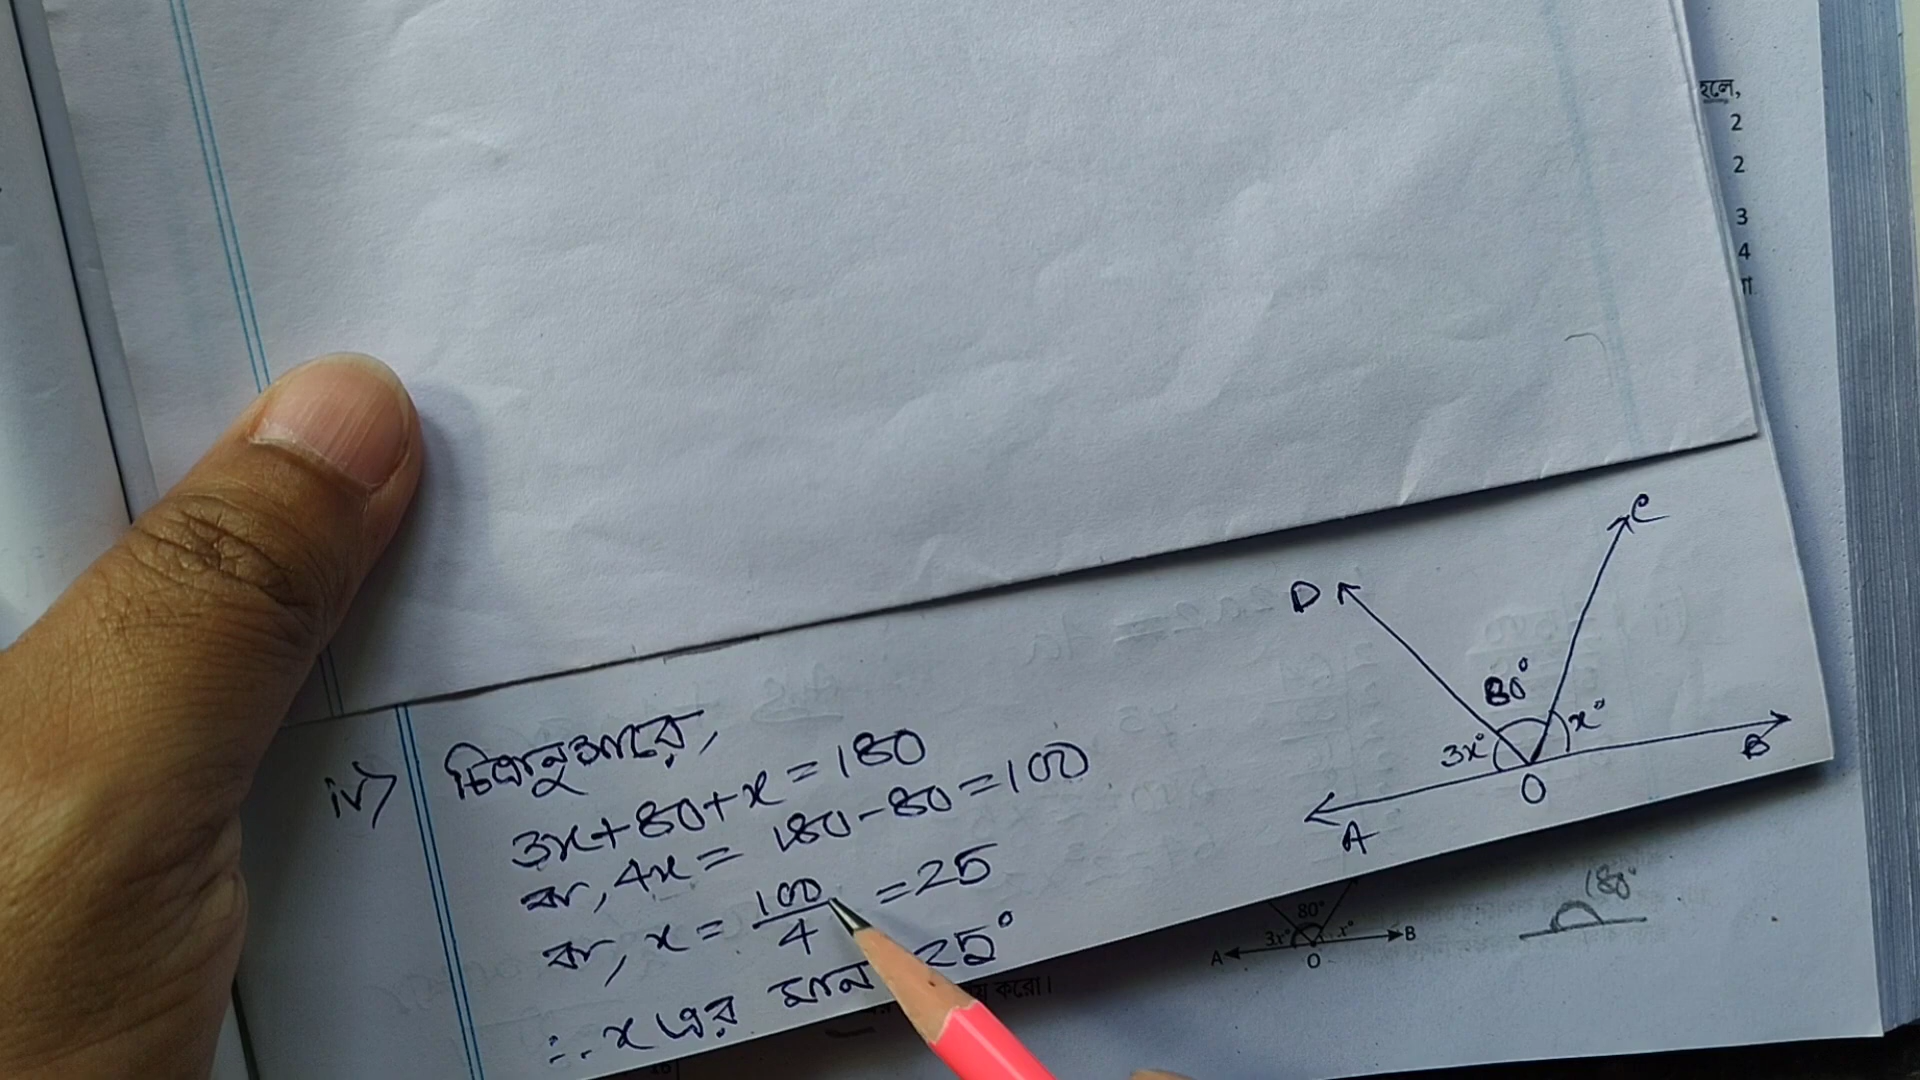 হলে,
2
2
3
4
iv) চিত্রানুসারে,
3x+80+x=180
বা, 4x = 180-80=100
বা, x = 100/4 = 25
∴ x এর মান 25°
D
C
80°
3x°
x°
A
O
B
180°
80°
3x°
x°
A
B
O
করো।
16